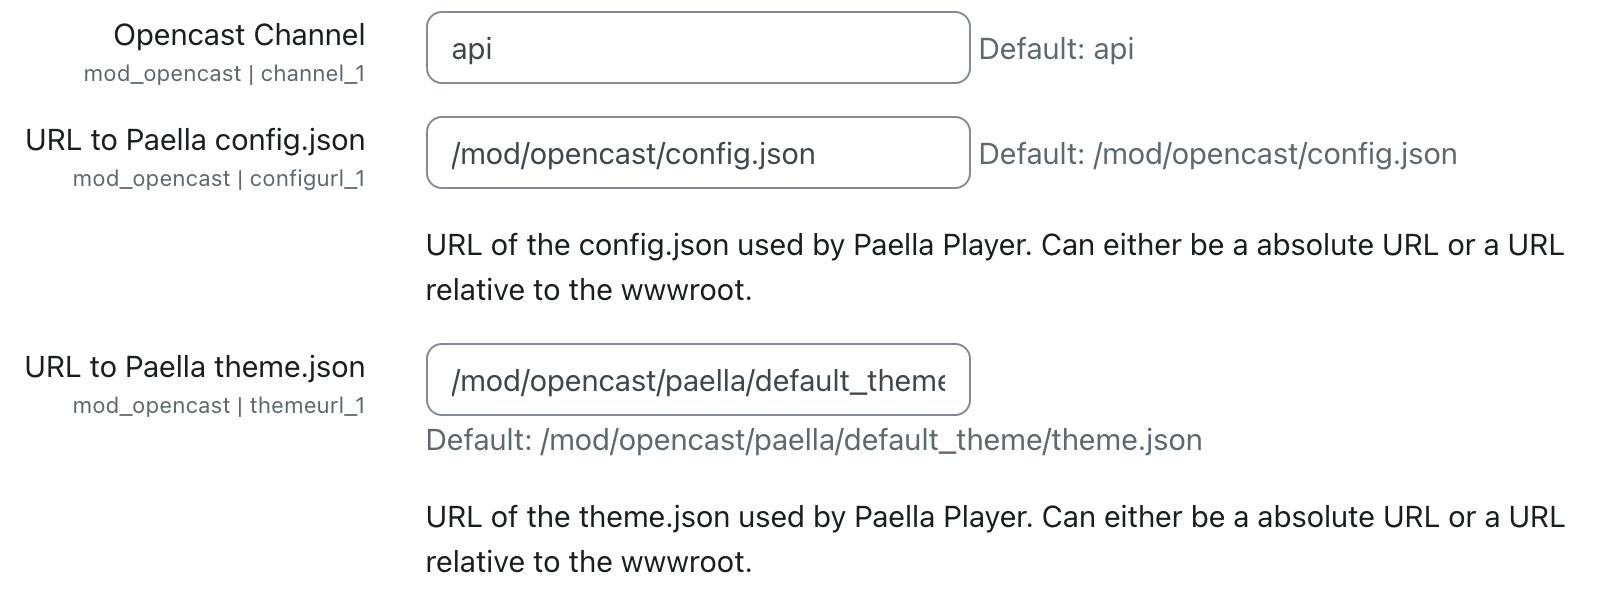 Opencast Channel
mod_opencast | channel_1
api
Default: api
URL to Paella config.json
mod_opencast | configurl_1
/mod/opencast/config.json
Default: /mod/opencast/config.json
URL of the config.json used by Paella Player. Can either be a absolute URL or a URL
relative to the wwwroot.
URL to Paella theme.json
mod_opencast | themeurl_1
/mod/opencast/paella/default_theme
Default: /mod/opencast/paella/default_theme/theme.json
URL of the theme.json used by Paella Player. Can either be a absolute URL or a URL
relative to the wwwroot.